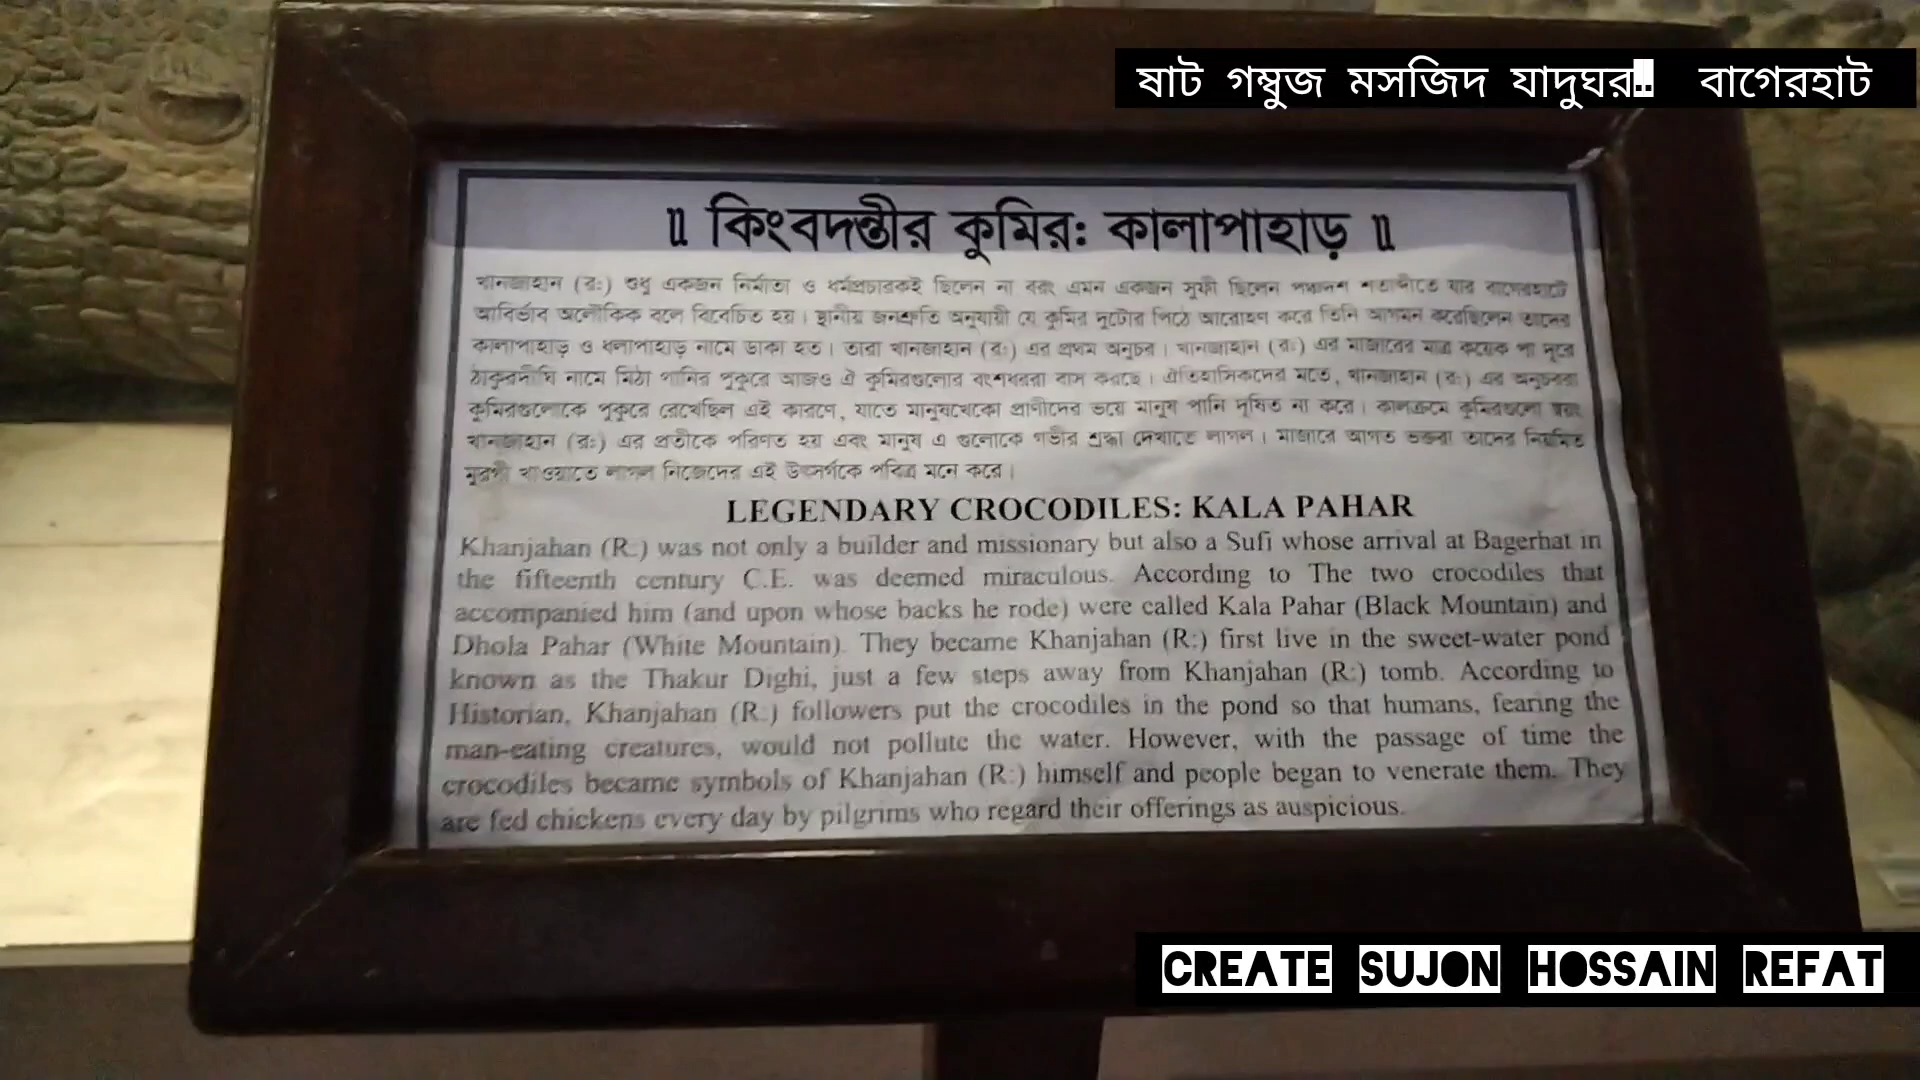 ষাট গম্বুজ মসজিদ যাদুঘর!! বাগেরহাট
॥ কিংবদন্তীর কুমির: কালাপাহাড় ॥
খানজাহান (র:) শুধু একজন নির্মাতা ও ধর্মপ্রচারকই ছিলেন না বরং এমন একজন সূফী ছিলেন পঞ্চদশ শতাব্দীতে যার বাগেরহাটে
আবির্ভাব অলৌকিক বলে বিবেচিত হয়। স্থানীয় জনশ্রুতি অনুযায়ী যে কুমির দুটোর পিঠে আরোহণ করে তিনি আগমন করেছিলেন তাদের
কালাপাহাড় ও ধলাপাহাড় নামে ডাকা হত। তারা খানজাহান (র:) এর প্রথম অনুচর। খানজাহান (র:) এর মাজারের মাত্র কয়েক পা দূরে
ঠাকুরদীঘি নামে মিঠা পানির পুকুরে আজও ঐ কুমিরগুলোর বংশধররা বাস করছে। ঐতিহাসিকদের মতে, খানজাহান (র:) এর অনুচররা
কুমিরগুলোকে পুকুরে রেখেছিল এই কারণে, যাতে মানুষখেকো প্রাণীদের ভয়ে মানুষ পানি দূষিত না করে। কালক্রমে কুমিরগুলো স্বয়ং
খানজাহান (র:) এর প্রতীকে পরিণত হয় এবং মানুষ এ গুলোকে গভীর শ্রদ্ধা দেখাতে লাগল। মাজারে আগত ভক্তরা তাদের নিয়মিত
মুরগী খাওয়াতে লাগল নিজেদের এই উৎসর্গকে পবিত্র মনে করে।
LEGENDARY CROCODILES: KALA PAHAR
Khanjahan (R:) was not only a builder and missionary but also a Sufi whose arrival at Bagerhat in
the fifteenth century C.E. was deemed miraculous. According to The two crocodiles that
accompanied him (and upon whose backs he rode) were called Kala Pahar (Black Mountain) and
Dhola Pahar (White Mountain). They became Khanjahan (R:) first live in the sweet-water pond
known as the Thakur Dighi, just a few steps away from Khanjahan (R:) tomb. According to
Historian, Khanjahan (R:) followers put the crocodiles in the pond so that humans, fearing the
man-eating creatures, would not pollute the water. However, with the passage of time the
crocodiles became symbols of Khanjahan (R:) himself and people began to venerate them. They
are fed chickens every day by pilgrims who regard their offerings as auspicious.
CREATE SUJON HOSSAIN REFAT